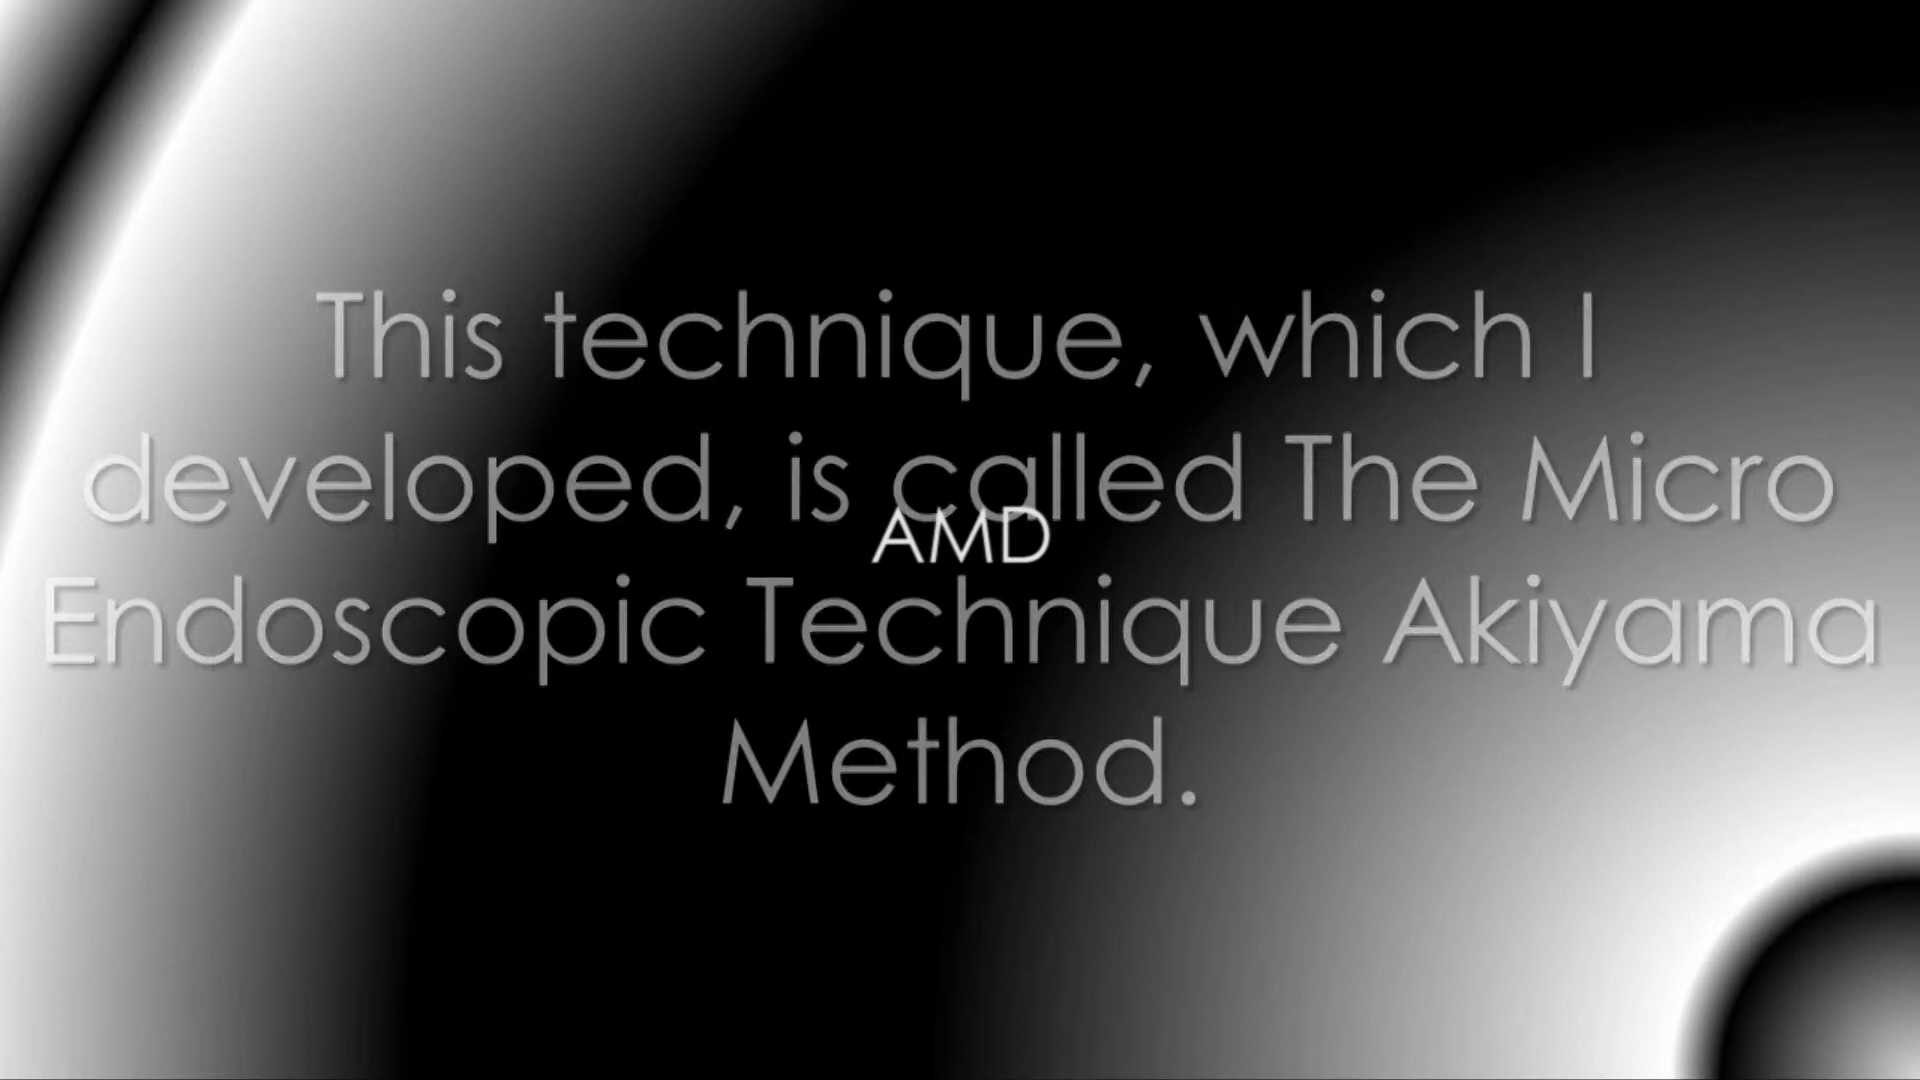 This technique, which I
developed, is called The Micro
AMD
Endoscopic Technique Akiyama
Method.